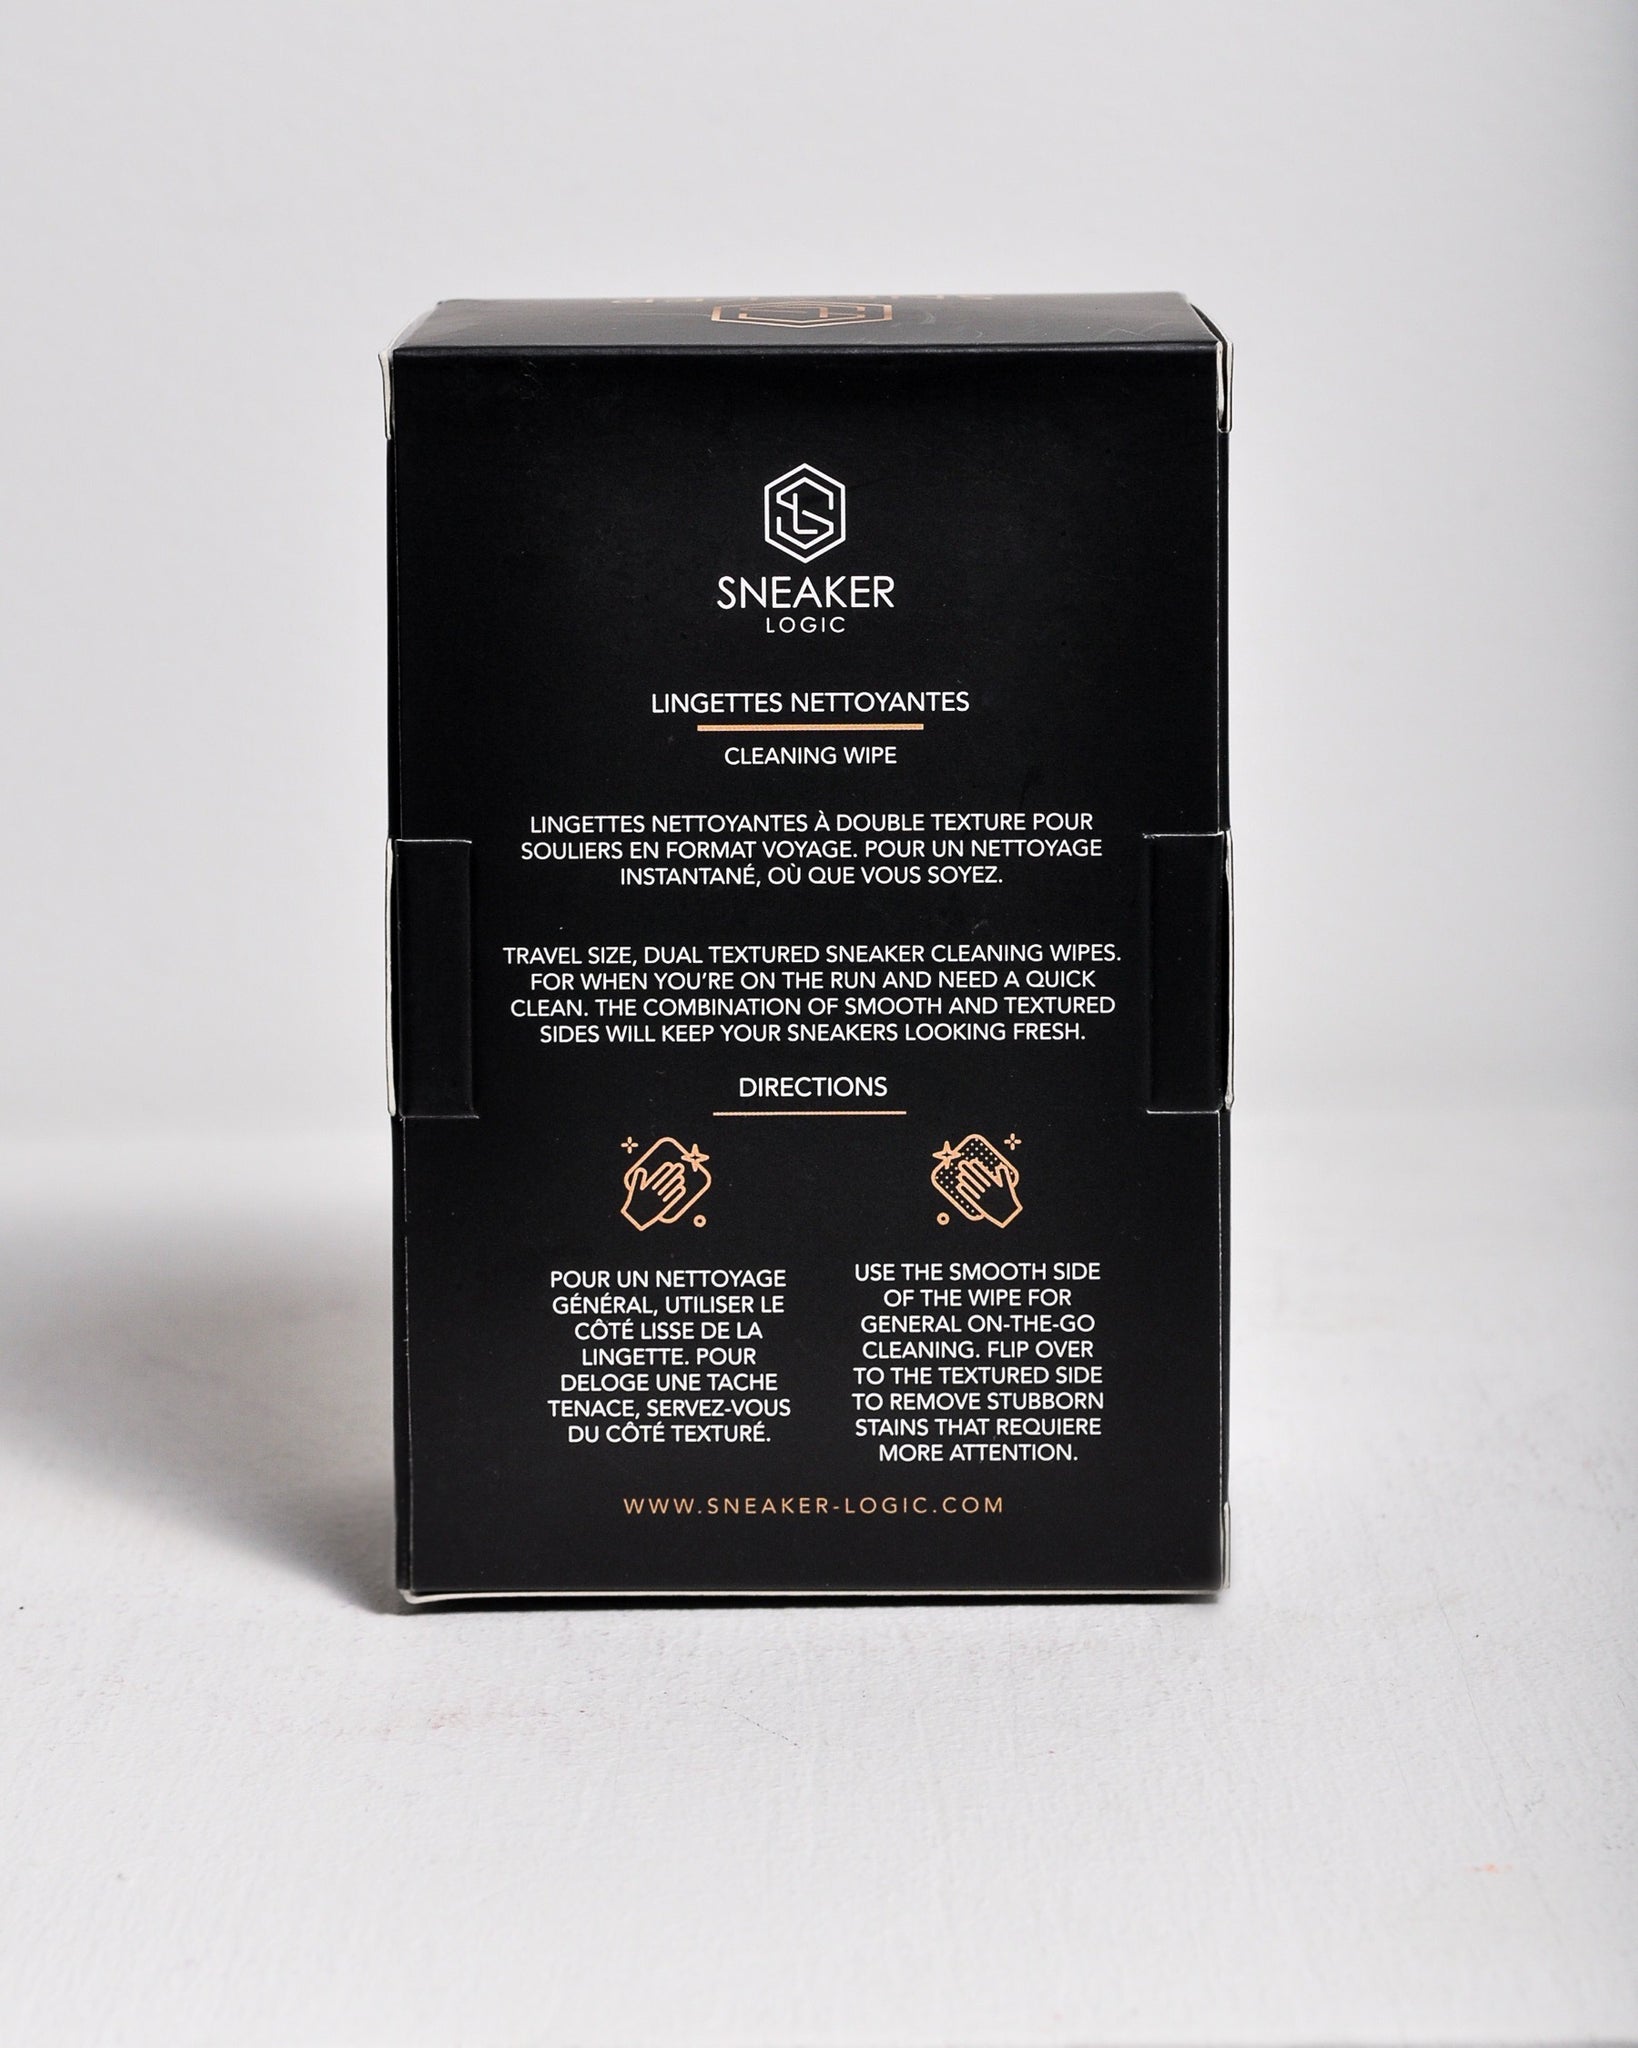 SNEAKER
LOGIC
LINGETTES NETTOYANTES
CLEANING WIPE
LINGETTES NETTOYANTES À DOUBLE TEXTURE POUR
SOULIERS EN FORMAT VOYAGE. POUR UN NETTOYAGE
INSTANTANÉ, OÙ QUE VOUS SOYEZ.
TRAVEL SIZE, DUAL TEXTURED SNEAKER CLEANING WIPES.
FOR WHEN YOU'RE ON THE RUN AND NEED A QUICK
CLEAN. THE COMBINATION OF SMOOTH AND TEXTURED
SIDES WILL KEEP YOUR SNEAKERS LOOKING FRESH.
DIRECTIONS
POUR UN NETTOYAGE
GÉNÉRAL, UTILISER LE
CÔTÉ LISSE DE LA
LINGETTE. POUR
DELOGE UNE TACHE
TENACE, SERVEZ-VOUS
DU CÔTÉ TEXTURÉ.
USE THE SMOOTH SIDE
OF THE WIPE FOR
GENERAL ON-THE-GO
CLEANING. FLIP OVER
TO THE TEXTURED SIDE
TO REMOVE STUBBORN
STAINS THAT REQUIERE
MORE ATTENTION.
WWW.SNEAKER-LOGIC.COM